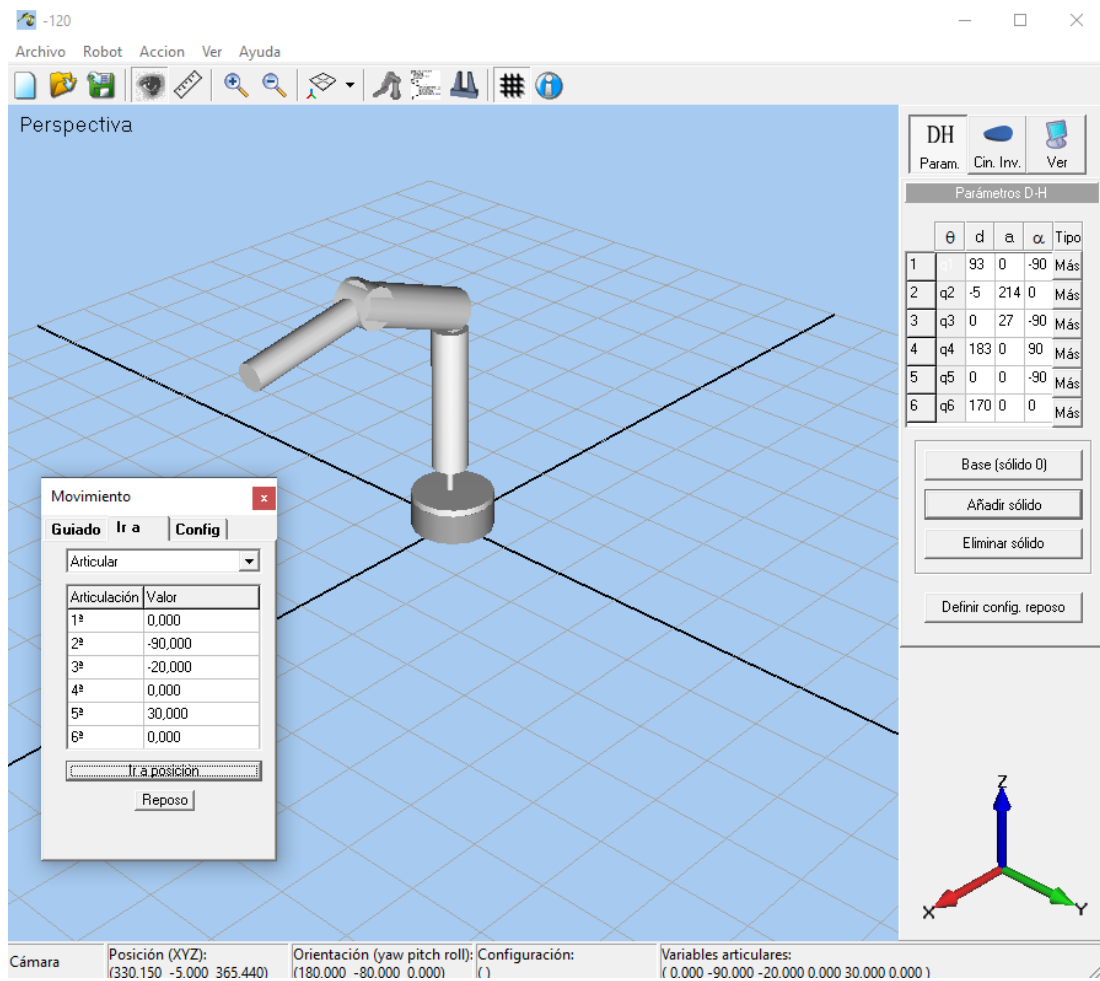 -120
Archivo Robot Accion Ver Ayuda
Perspectiva
DH
Param. Cin. Inv. Ver
Parámetros D-H
θ d a α Tipo
1 q1 93 0 -90 Más
2 q2 -5 214 0 Más
3 q3 0 27 -90 Más
4 q4 183 0 90 Más
5 q5 0 0 -90 Más
6 q6 170 0 0 Más
Base (sólido 0)
Añadir sólido
Eliminar sólido
Definir config. reposo
Movimiento x
Guiado Ir a Config
Articular
Articulación Valor
1ª 0,000
2ª -90,000
3ª -20,000
4ª 0,000
5ª 30,000
6ª 0,000
Ir a posición
Reposo
Z
X Y
Cámara
Posición (XYZ):
(330.150 -5.000 365.440)
Orientación (yaw pitch roll):
(180.000 -80.000 0.000)
Configuración:
( )
Variables articulares:
( 0.000 -90.000 -20.000 0.000 30.000 0.000 )